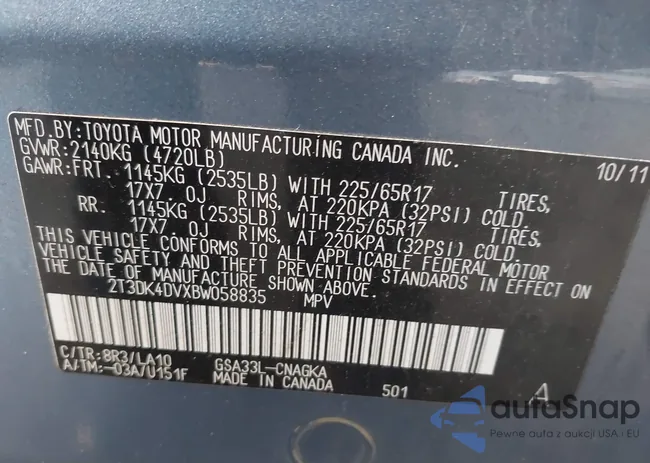 MFD.BY:TOYOTA MOTOR MANUFACTURING CANADA INC.
GVWR:2140KG (4720LB) 10/11
GAWR:FRT. 1145KG (2535LB) WITH 225/65R17 TIRES,
17X7 OJ RIMS, AT 220KPA (32PSI) COLD
RR. 1145KG (2535LB) WITH 225/65R17 TIRES,
17X7 OJ RIMS, AT 220KPA (32PSI) COLD.
THIS VEHICLE CONFORMS TO ALL APPLICABLE FEDERAL MOTOR
VEHICLE SAFETY AND THEFT PREVENTION STANDARDS IN EFFECT ON
THE DATE OF MANUFACTURE SHOWN ABOVE.
2T3DK4DVXBW058835 MPV
C/TR:8R3/LA10 GSA33L-CNAGKA
A/TM:-03A/U151F MADE IN CANADA 501 A
autaSnap
Pewne auta z aukcji USA i EU